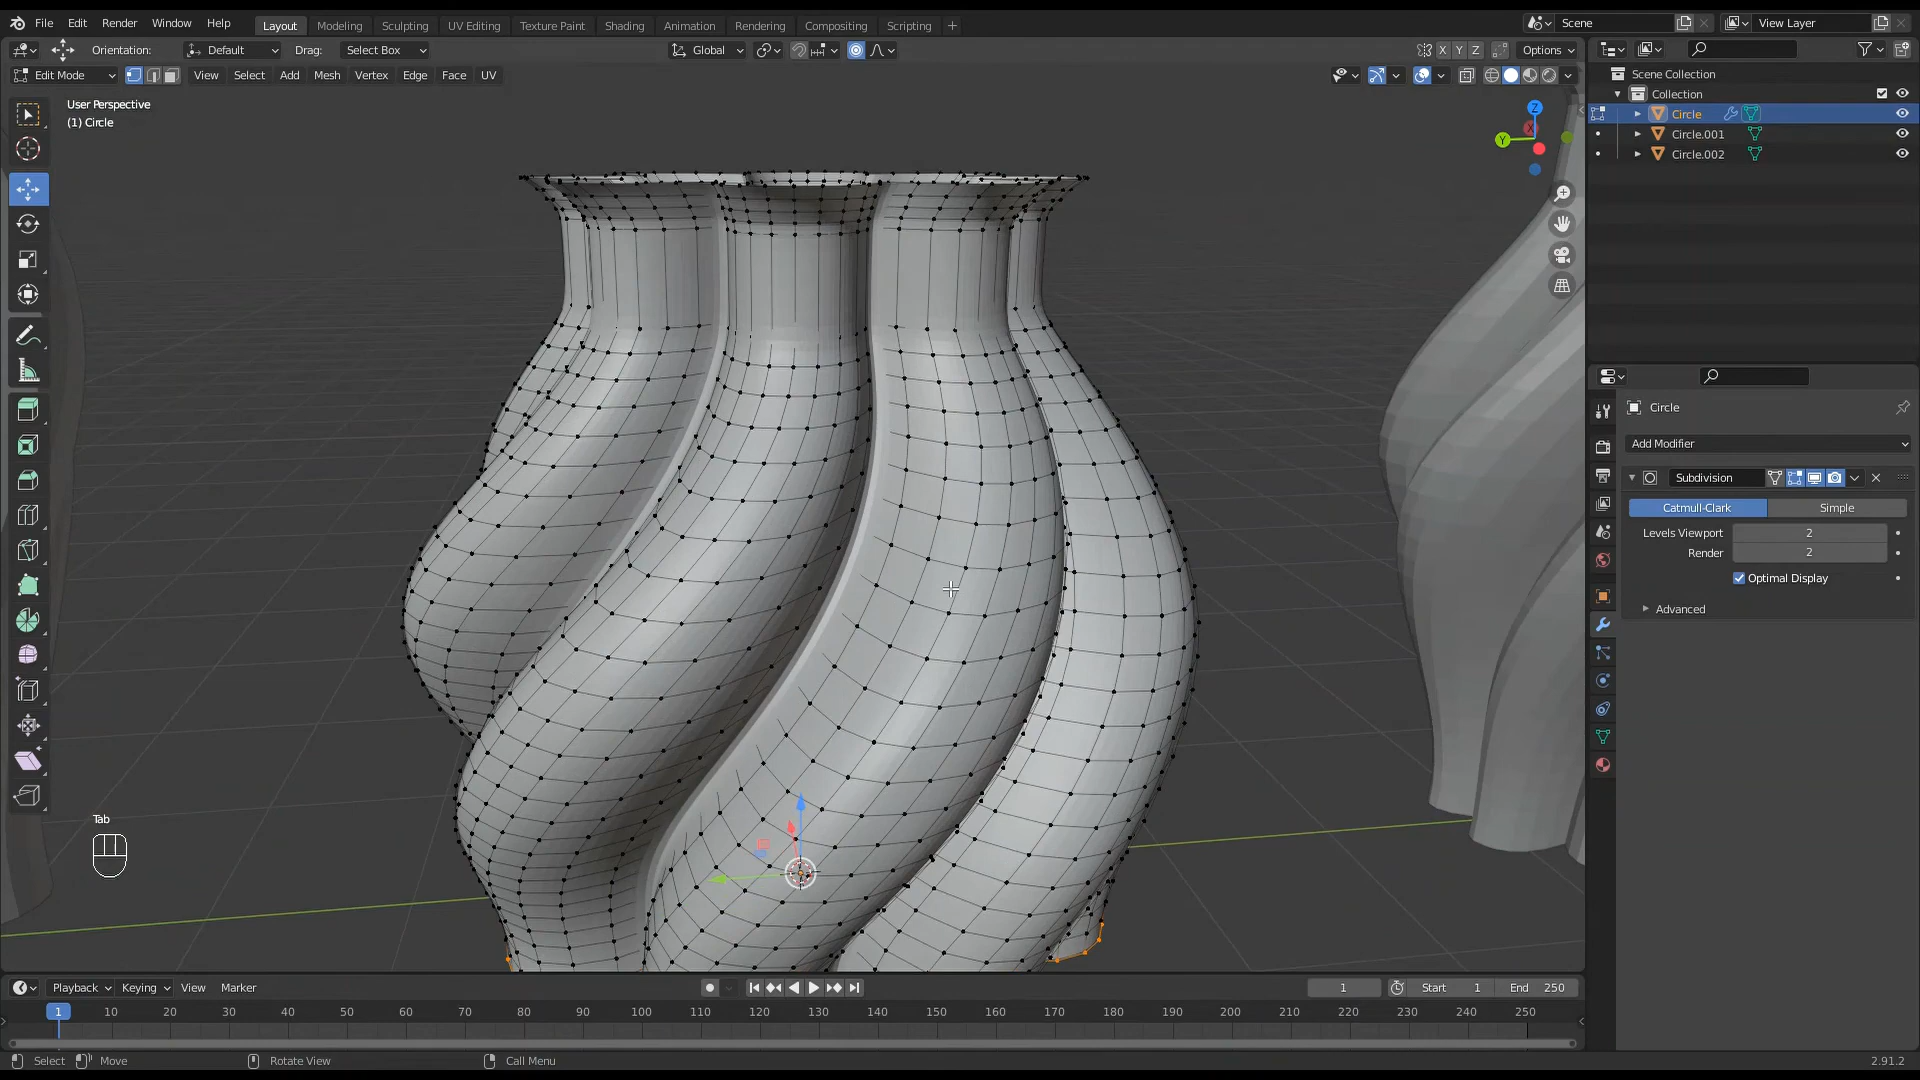 File Edit Render Window Help Layout Modeling Sculpting UV Editing Texture Paint Shading Animation Rendering Compositing Scripting + Scene View Layer
Orientation: Default Drag: Select Box Global X Y Z Options
Edit Mode View Select Add Mesh Vertex Edge Face UV
User Perspective
(1) Circle
Z
X
Y
Scene Collection
Collection
Circle
Circle.001
Circle.002
Circle
Add Modifier
Subdivision
Catmull-Clark Simple
Levels Viewport 2
Render 2
Optimal Display
Advanced
Tab
Playback Keying View Marker 1 Start 1 End 250
1 10 20 30 40 50 60 70 80 90 100 110 120 130 140 150 160 170 180 190 200 210 220 230 240 250
Select Move Rotate View Call Menu 2.91.2